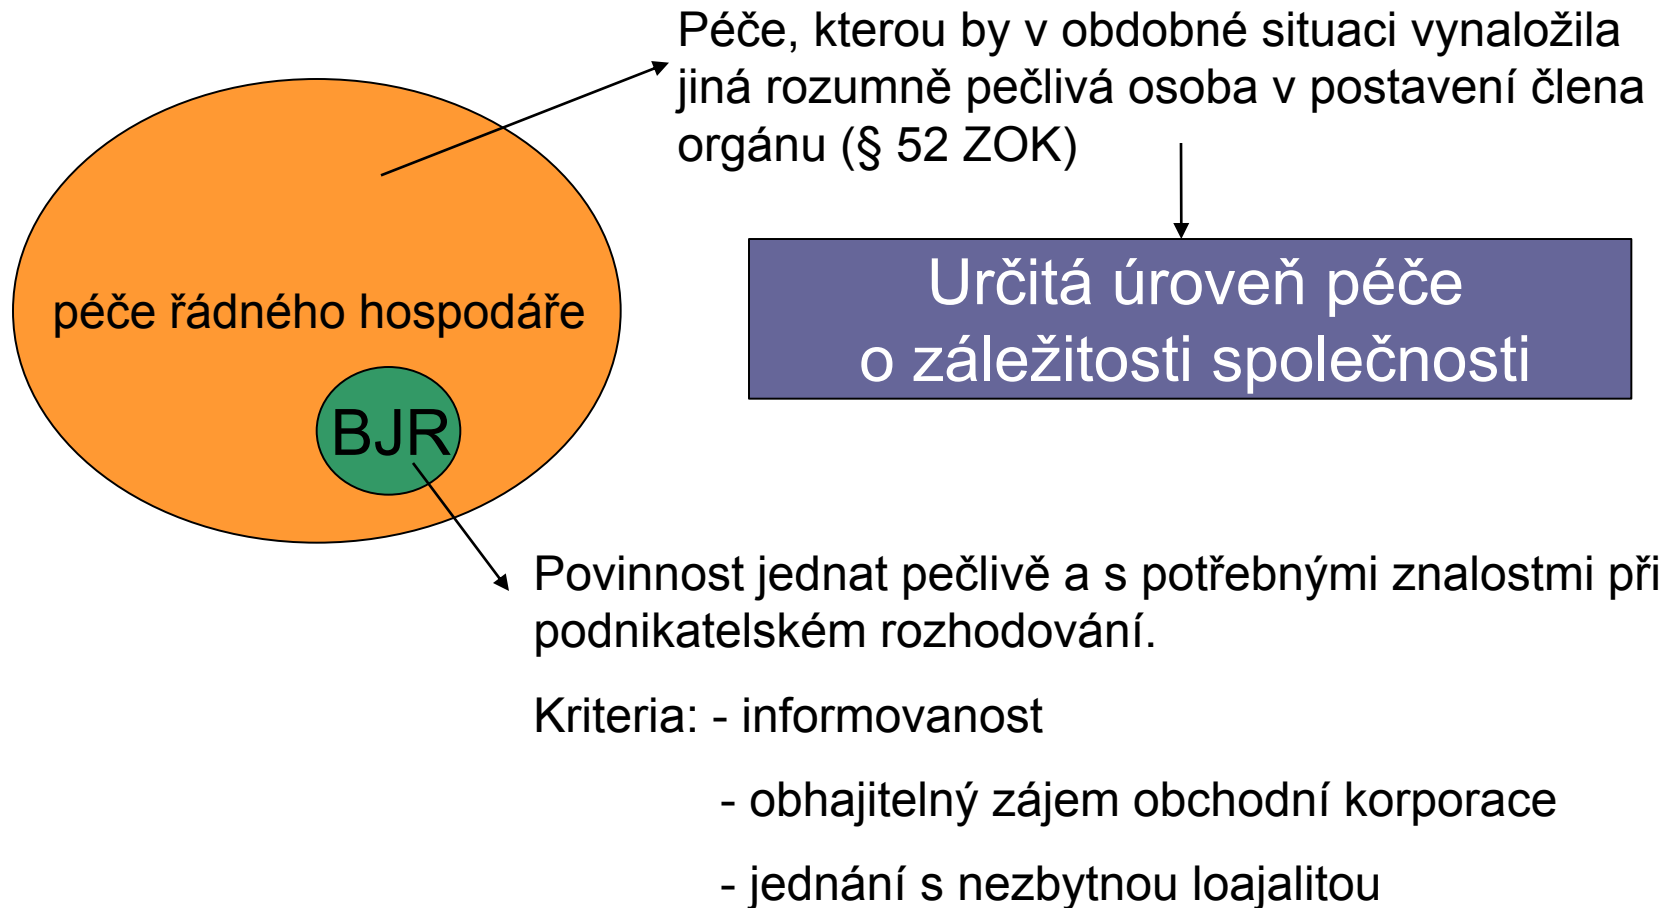 Péče, kterou by v obdobné situaci vynaložila
jiná rozumně pečlivá osoba v postavení člena
orgánu (§ 52 ZOK)
péče řádného hospodáře
Určitá úroveň péče
o záležitosti společnosti
BJR
Povinnost jednat pečlivě a s potřebnými znalostmi při
podnikatelském rozhodování.
Kriteria: - informovanost
- obhajitelný zájem obchodní korporace
- jednání s nezbytnou loajalitou